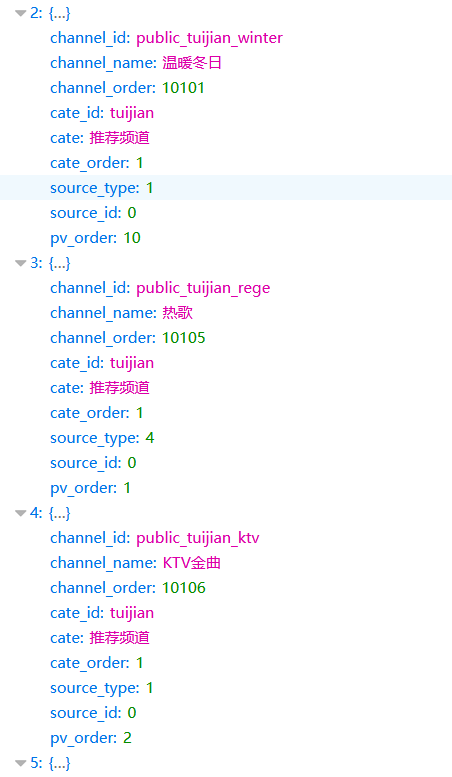 2: {…}
channel_id: public_tuijian_winter
channel_name: 温暖冬日
channel_order: 10101
cate_id: tuijian
cate: 推荐频道
cate_order: 1
source_type: 1
source_id: 0
pv_order: 10
3: {…}
channel_id: public_tuijian_rege
channel_name: 热歌
channel_order: 10105
cate_id: tuijian
cate: 推荐频道
cate_order: 1
source_type: 4
source_id: 0
pv_order: 1
4: {…}
channel_id: public_tuijian_ktv
channel_name: KTV金曲
channel_order: 10106
cate_id: tuijian
cate: 推荐频道
cate_order: 1
source_type: 1
source_id: 0
pv_order: 2
5: {…}